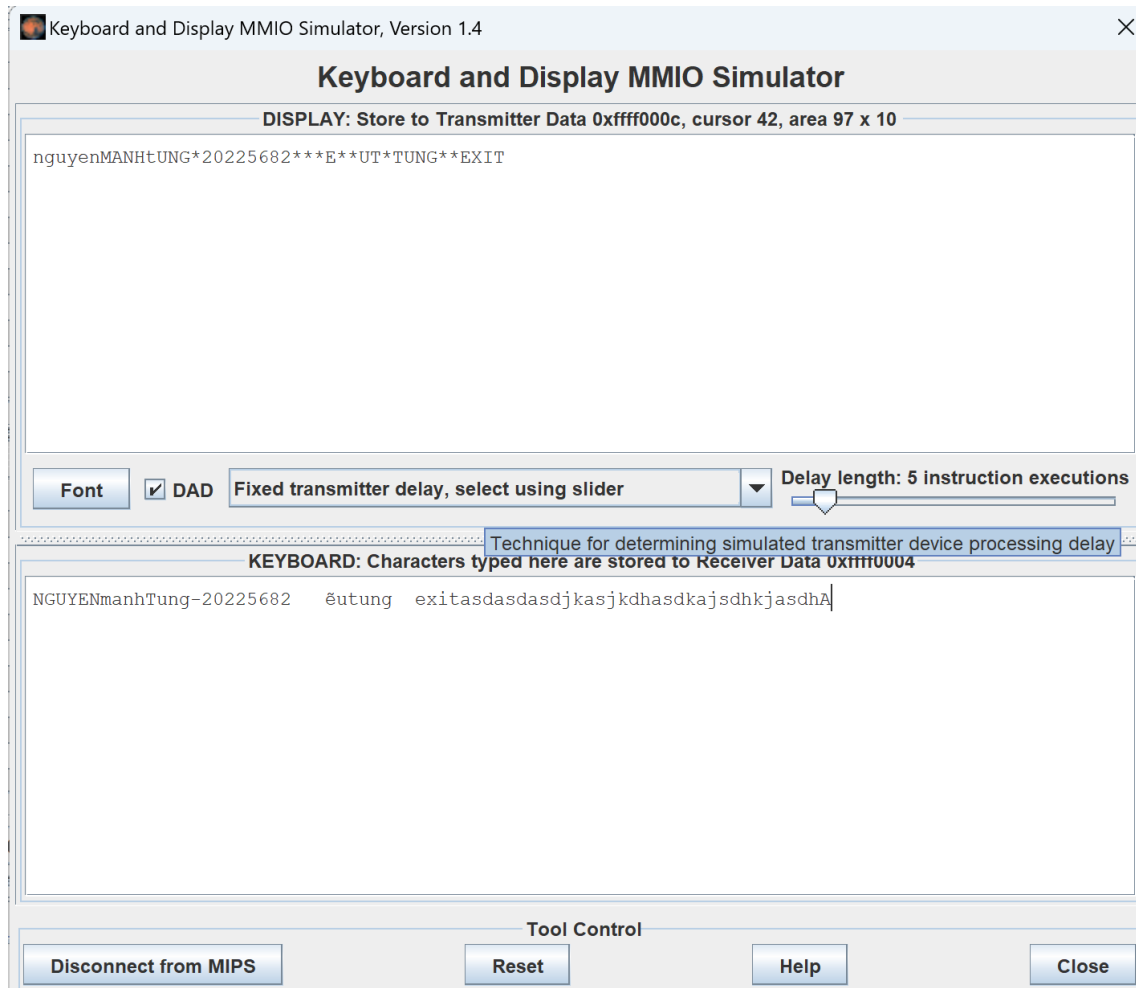 Keyboard and Display MMIO Simulator, Version 1.4
Keyboard and Display MMIO Simulator
DISPLAY: Store to Transmitter Data 0xffff000c, cursor 42, area 97 x 10
nguyenMANHtUNG*20225682***E**UT*TUNG**EXIT
Font
DAD
Fixed transmitter delay, select using slider
Delay length: 5 instruction executions
Technique for determining simulated transmitter device processing delay
KEYBOARD: Characters typed here are stored to Receiver Data 0xffff0004
NGUYENmanhTung-20225682   ẽutung  exitasdasdasdjkasjkdhasdkajsdhkjasdhA
Tool Control
Disconnect from MIPS
Reset
Help
Close